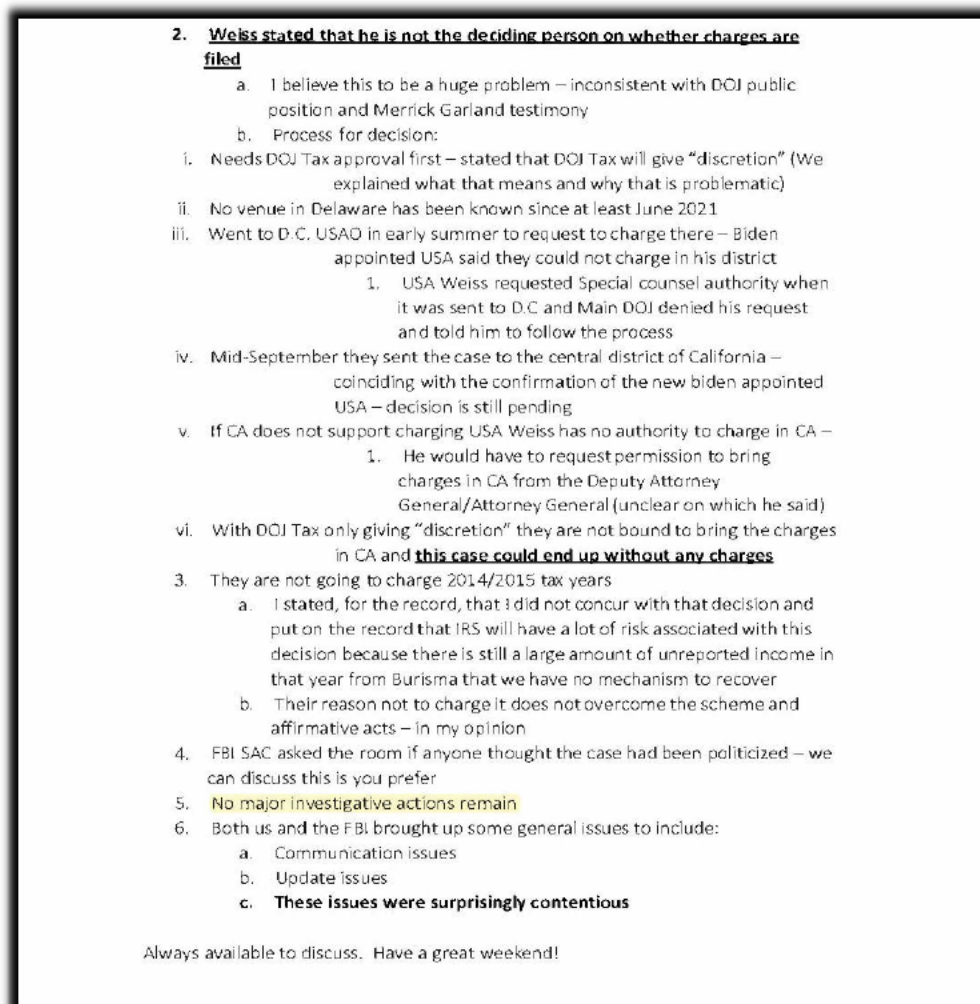 2. Weiss stated that he is not the deciding person on whether charges are
filed
a. I believe this to be a huge problem – inconsistent with DOJ public
position and Merrick Garland testimony
b. Process for decision:
i. Needs DOJ Tax approval first – stated that DOJ Tax will give “discretion” (We
explained what that means and why that is problematic)
ii. No venue in Delaware has been known since at least June 2021
iii. Went to D.C. USAO in early summer to request to charge there – Biden
appointed USA said they could not charge in his district
1. USA Weiss requested Special counsel authority when
it was sent to D.C and Main DOJ denied his request
and told him to follow the process
iv. Mid-September they sent the case to the central district of California –
coinciding with the confirmation of the new biden appointed
USA – decision is still pending
v. If CA does not support charging USA Weiss has no authority to charge in CA –
1. He would have to request permission to bring
charges in CA from the Deputy Attorney
General/Attorney General (unclear on which he said)
vi. With DOJ Tax only giving “discretion” they are not bound to bring the charges
in CA and this case could end up without any charges
3. They are not going to charge 2014/2015 tax years
a. I stated, for the record, that I did not concur with that decision and
put on the record that IRS will have a lot of risk associated with this
decision because there is still a large amount of unreported income in
that year from Burisma that we have no mechanism to recover
b. Their reason not to charge it does not overcome the scheme and
affirmative acts – in my opinion
4. FBI SAC asked the room if anyone thought the case had been politicized – we
can discuss this is you prefer
5. No major investigative actions remain
6. Both us and the FBI brought up some general issues to include:
a. Communication issues
b. Update issues
c. These issues were surprisingly contentious
Always available to discuss. Have a great weekend!